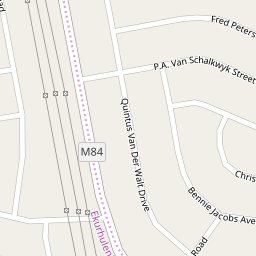 Fred Peters
P.A. Van Schalkwyk Street
Quintus Van Der Walt Drive
M84
Chris
Bennie Jacobs Ave
Ekurhulen
Road